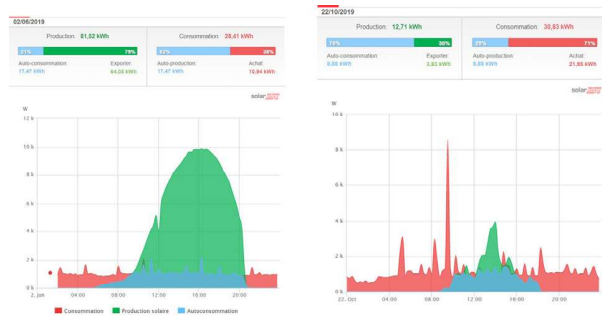 02/06/2019
Production: 81,52 kWh
Consommation: 28,41 kWh
21% 79%
62% 38%
Auto-consommation Exporter
Auto-production Achat
17,47 kWh 64,05 kWh
17,47 kWh 10,94 kWh
solar
W
12 k
10 k
8 k
6 k
4 k
2 k
0 k
2. Jun 04:00 08:00 12:00 16:00 20:00
Consommation Production solaire Autoconsommation
22/10/2019
Production: 12,71 kWh
Consommation: 30,83 kWh
70% 30%
29% 71%
Auto-consommation Exporter
Auto-production Achat
8,88 kWh 3,83 kWh
8,88 kWh 21,95 kWh
solar
W
10 k
8 k
6 k
4 k
2 k
0 k
22. Oct 04:00 08:00 12:00 16:00 20:00